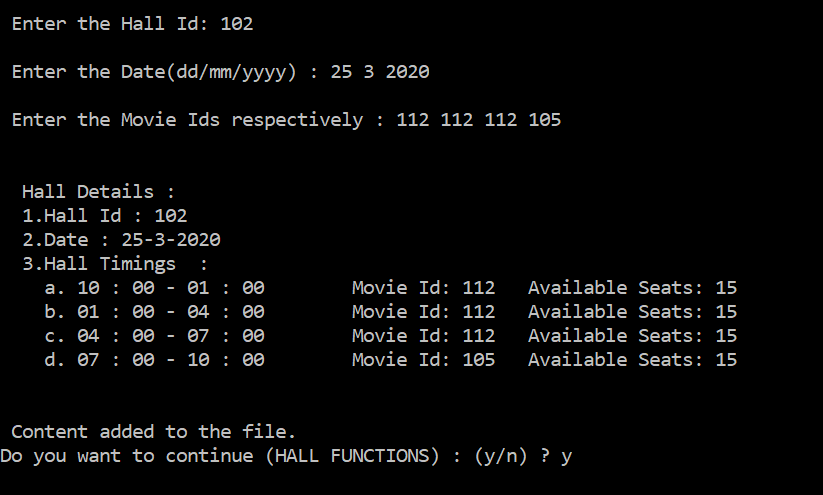 Enter the Hall Id: 102
Enter the Date(dd/mm/yyyy) : 25 3 2020
Enter the Movie Ids respectively : 112 112 112 105
Hall Details :
1.Hall Id : 102
2.Date : 25-3-2020
3.Hall Timings  :
a. 10 : 00 - 01 : 00        Movie Id: 112   Available Seats: 15
b. 01 : 00 - 04 : 00        Movie Id: 112   Available Seats: 15
c. 04 : 00 - 07 : 00        Movie Id: 112   Available Seats: 15
d. 07 : 00 - 10 : 00        Movie Id: 105   Available Seats: 15
Content added to the file.
Do you want to continue (HALL FUNCTIONS) : (y/n) ? y